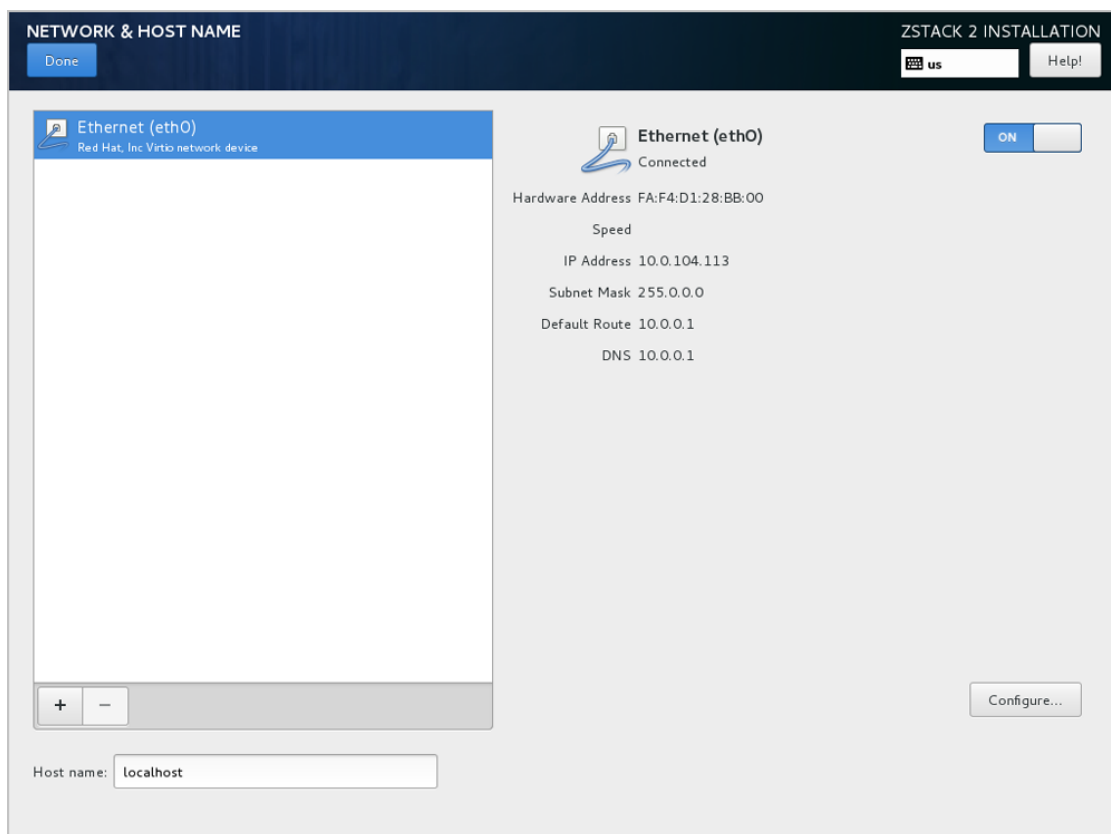 NETWORK & HOST NAME
ZSTACK 2 INSTALLATION
Done
us
Help!
Ethernet (eth0)
Red Hat, Inc Virtio network device
Ethernet (eth0)
Connected
ON
Hardware Address FA:F4:D1:28:BB:00
Speed
IP Address 10.0.104.113
Subnet Mask 255.0.0.0
Default Route 10.0.0.1
DNS 10.0.0.1
+ −
Configure...
Host name: localhost